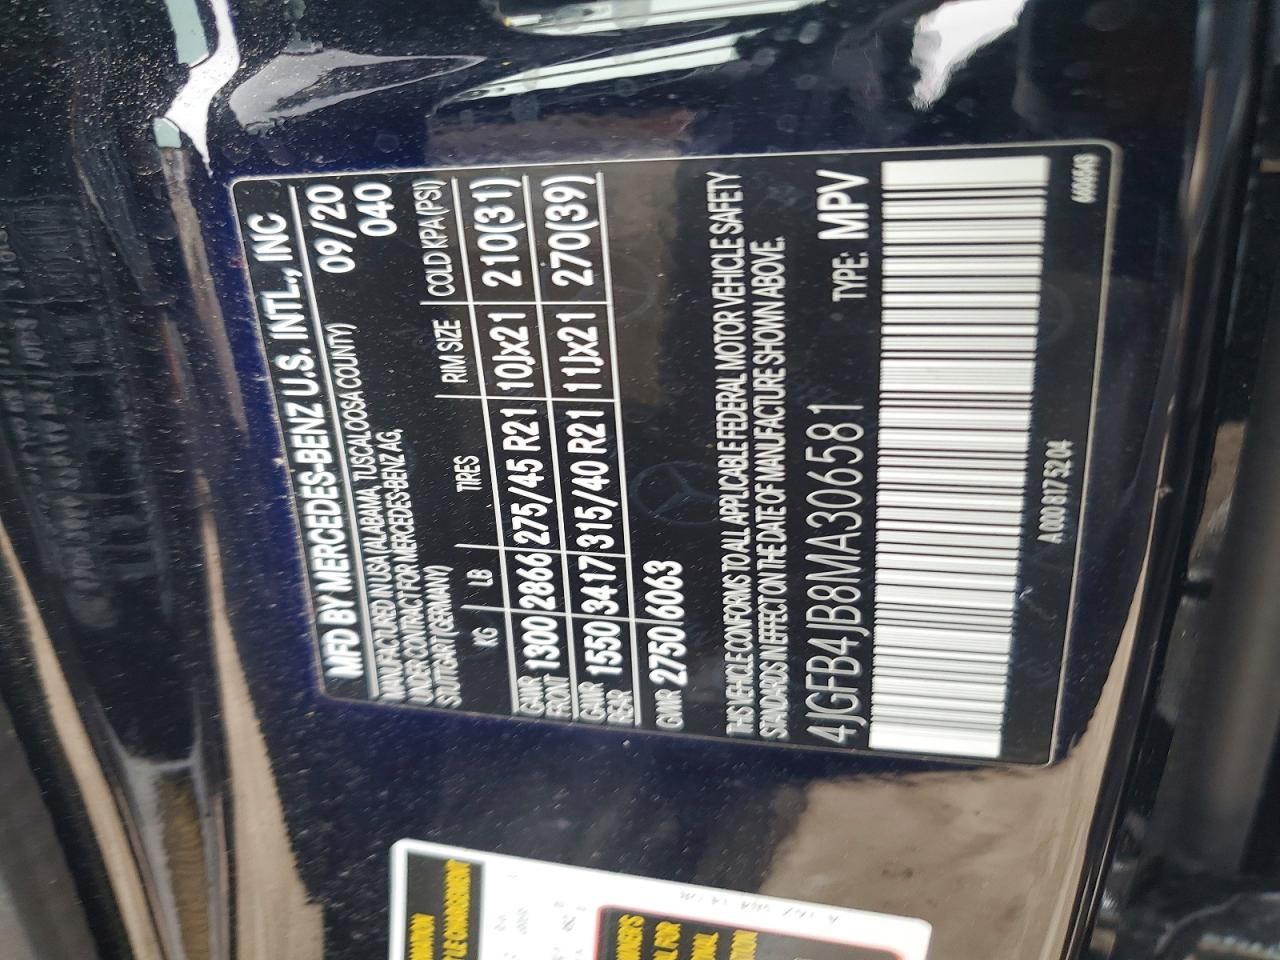 MFD BY MERCEDES-BENZ U.S. INTL., INC
MANUFACTURED IN USA (ALABAMA, TUSCALOOSA COUNTY) 09/20
UNDER CONTRACT FOR MERCEDES-BENZ AG, 040
STUTTGART (GERMANY)
KG LB TIRES RIM SIZE COLD KPA (PSI)
GAWR FRONT 1300 2866 275/45 R21 10Jx21 210(31)
GAWR REAR 1550 3417 315/40 R21 11Jx21 270(39)
GVWR 2750/6063
THIS VEHICLE CONFORMS TO ALL APPLICABLE FEDERAL MOTOR VEHICLE SAFETY
STANDARDS IN EFFECT ON THE DATE OF MANUFACTURE SHOWN ABOVE.
4JGFB4JB8MA306581 TYPE: MPV
A 000 817 52 04
LE CHARGEMENT